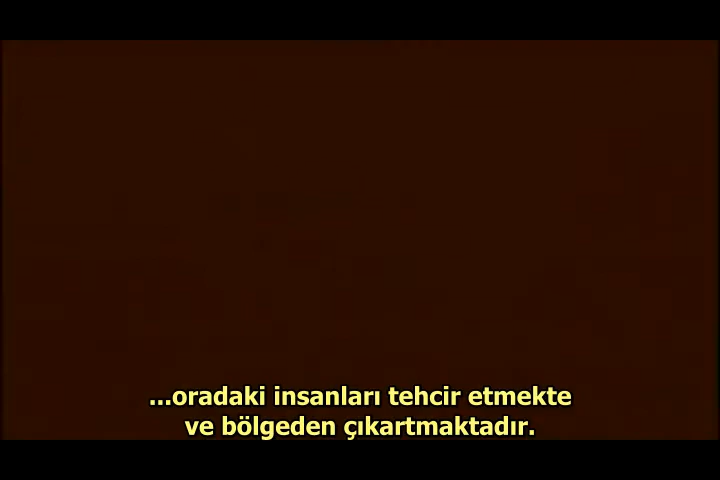 ...oradaki insanları tehcir etmekte
ve bölgeden çıkartmaktadır.